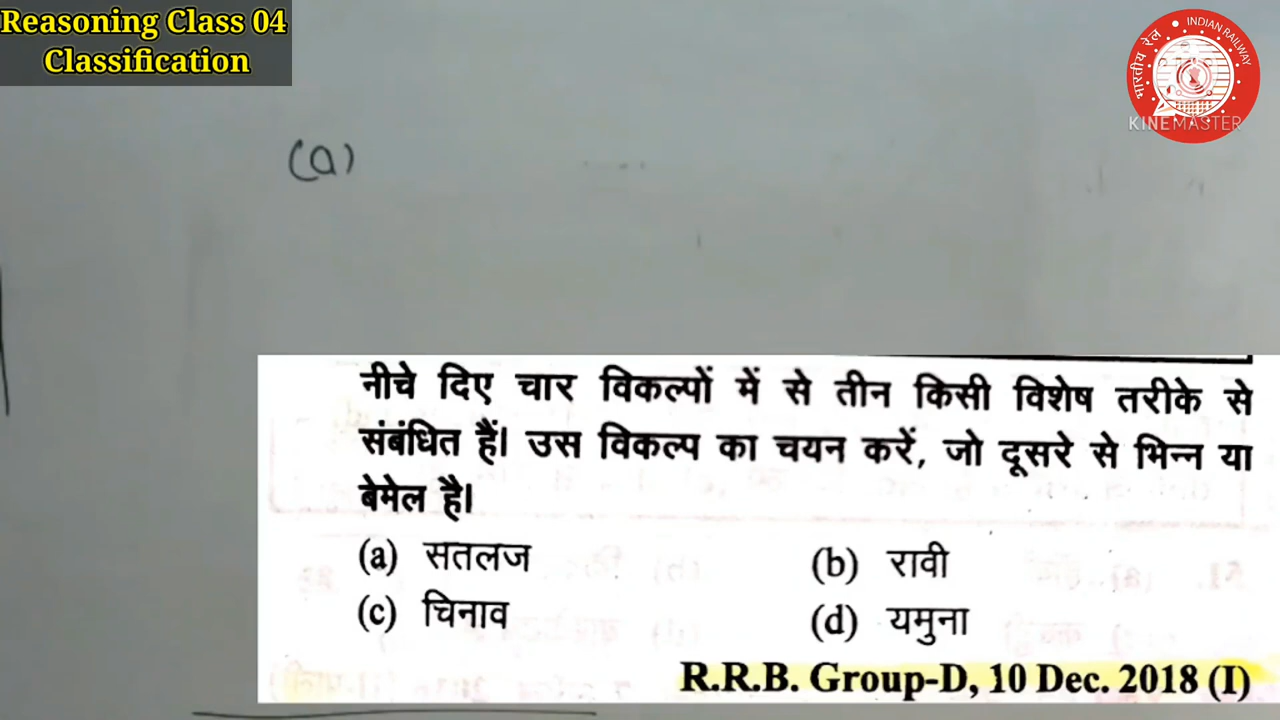 Reasoning Class 04
Classification
भारतीय रेल
INDIAN RAILWAY
KINEMASTER
(a)
नीचे दिए चार विकल्पों में से तीन किसी विशेष तरीके से
संबंधित हैं। उस विकल्प का चयन करें, जो दूसरे से भिन्न या
बेमेल है।
(a) सतलज (b) रावी
(c) चिनाव (d) यमुना
R.R.B. Group-D, 10 Dec. 2018 (I)